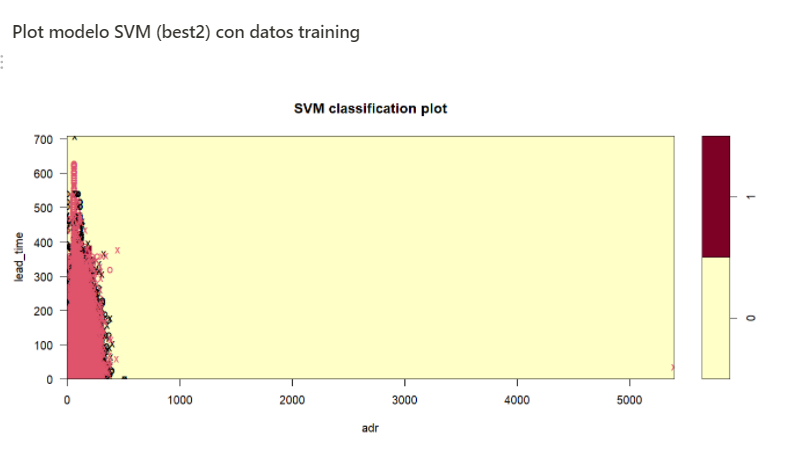 Plot modelo SVM (best2) con datos training
SVM classification plot
700
600
500
400
300
200
100
0
lead_time
0 1000 2000 3000 4000 5000
adr
1
0